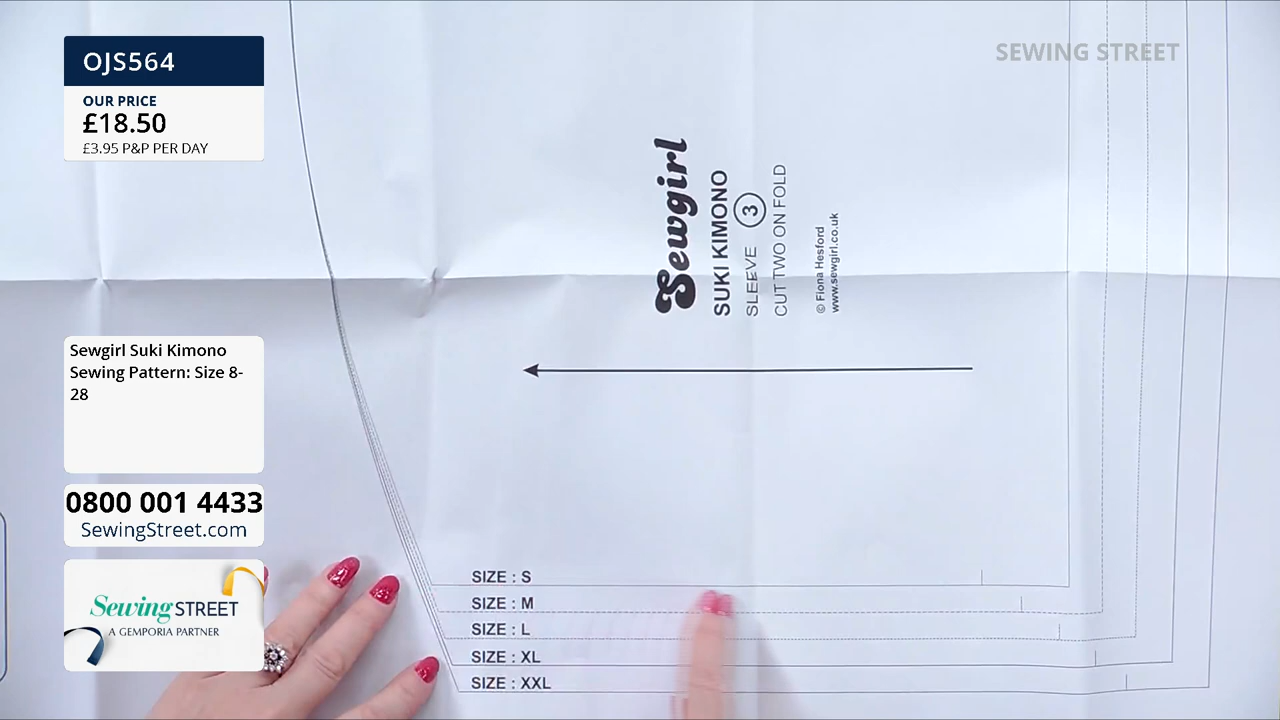 OJS564
OUR PRICE
£18.50
£3.95 P&P PER DAY
SEWING STREET
Sewgirl
SUKI KIMONO
SLEEVE 3
CUT TWO ON FOLD
© Fiona Hesford
www.sewgirl.co.uk
Sewgirl Suki Kimono
Sewing Pattern: Size 8-
28
0800 001 4433
SewingStreet.com
Sewing STREET
A GEMPORIA PARTNER
SIZE : S
SIZE : M
SIZE : L
SIZE : XL
SIZE : XXL